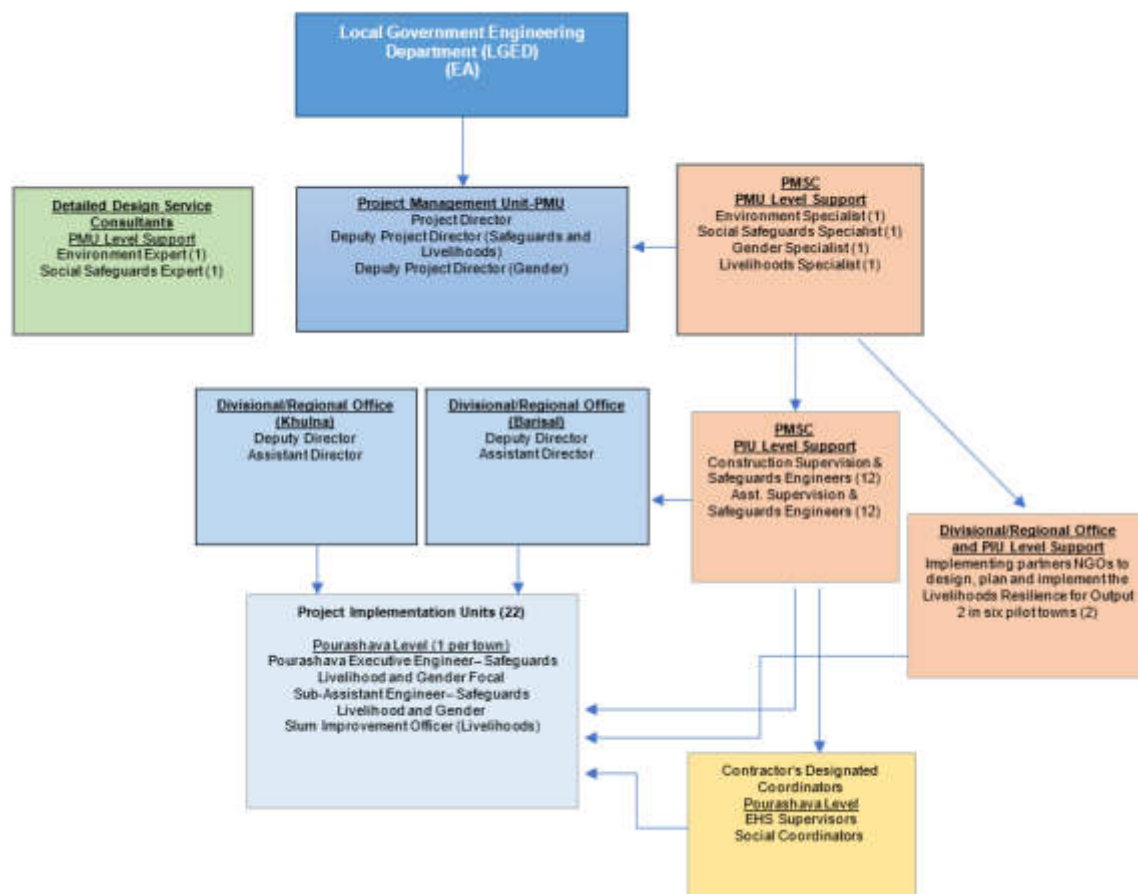 Local Government Engineering
Department (LGED)
(EA)
Detailed Design Service
Consultants
PMU Level Support
Environment Expert (1)
Social Safeguards Expert (1)
Project Management Unit-PMU
Project Director
Deputy Project Director (Safeguards and
Livelihoods)
Deputy Project Director (Gender)
PMSC
PMU Level Support
Environment Specialist (1)
Social Safeguards Specialist (1)
Gender Specialist (1)
Livelihoods Specialist (1)
Divisional/Regional Office
(Khulna)
Deputy Director
Assistant Director
Divisional/Regional Office
(Barisal)
Deputy Director
Assistant Director
PMSC
PIU Level Support
Construction Supervision &
Safeguards Engineers (12)
Asst. Supervision &
Safeguards Engineers (12)
Divisional/Regional Office
and PIU Level Support
Implementing partners NGOs to
design, plan and implement the
Livelihoods Resilience for Output
2 in six pilot towns (2)
Project Implementation Units (22)
Pourashava Level (1 per town)
Pourashava Executive Engineer– Safeguards
Livelihood and Gender Focal
Sub-Assistant Engineer– Safeguards
Livelihood and Gender
Slum Improvement Officer (Livelihoods)
Contractor's Designated
Coordinators
Pourashava Level
EHS Supervisors
Social Coordinators